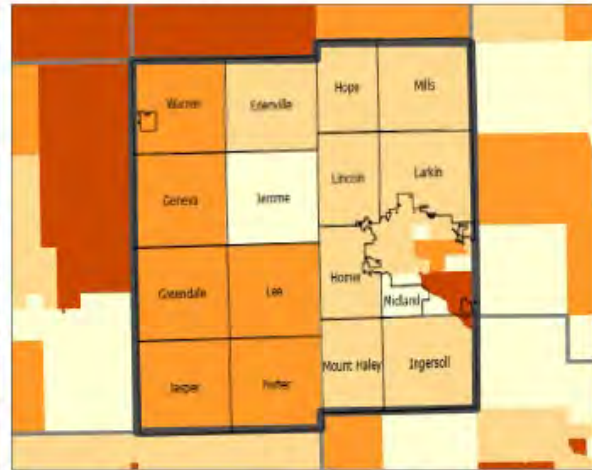 Warren
Edenville
Hope
Mills
Geneva
Jerome
Lincoln
Larkin
Greendale
Lee
Homer
Midland
Jasper
Porter
Mount Haley
Ingersoll